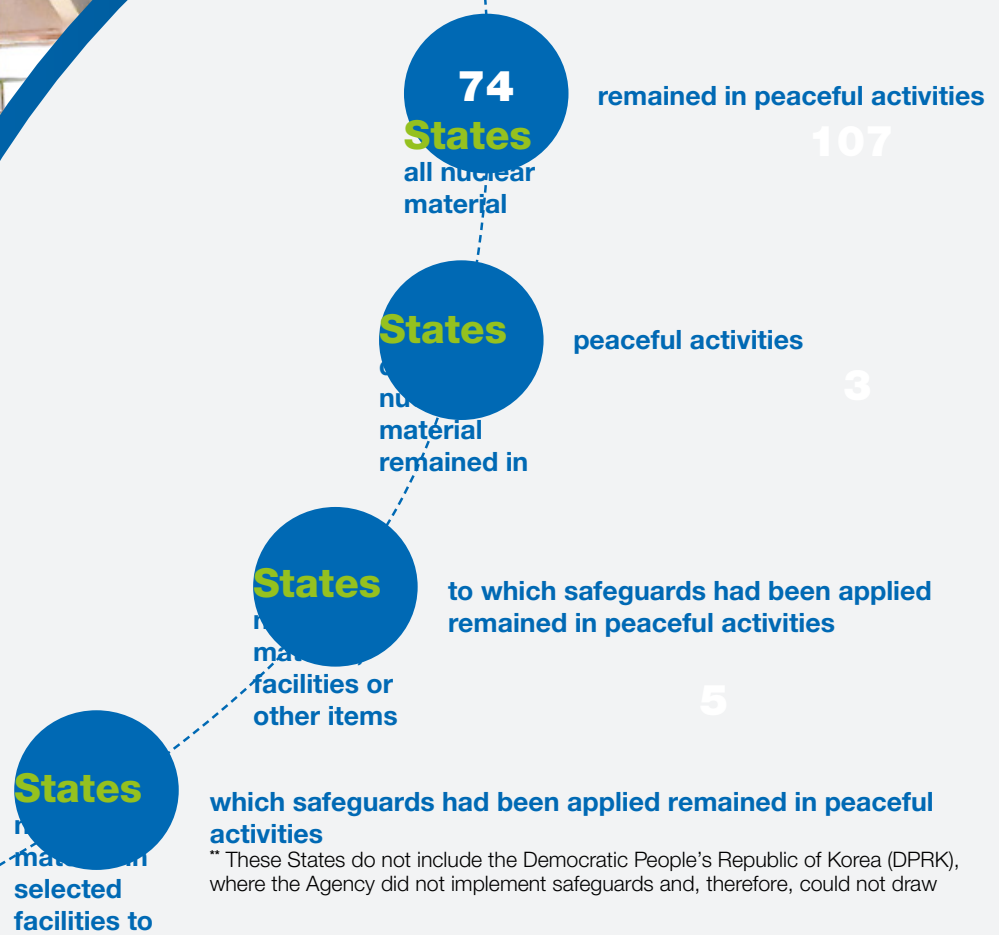 74
States
all nuclear
material
remained in peaceful activities
107
States
material
remained in
peaceful activities
3
States
facilities or
other items
to which safeguards had been applied
remained in peaceful activities
5
States
selected
facilities to
which safeguards had been applied remained in peaceful
activities
** These States do not include the Democratic People's Republic of Korea (DPRK),
where the Agency did not implement safeguards and, therefore, could not draw